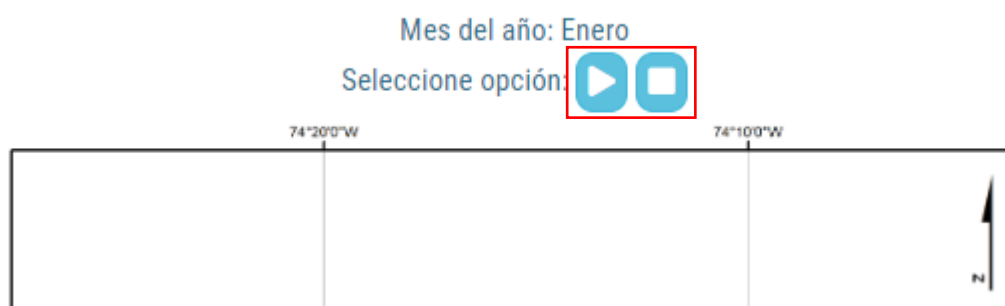 Mes del año: Enero
Seleccione opción:
74°20'0"W 74°10'0"W
N